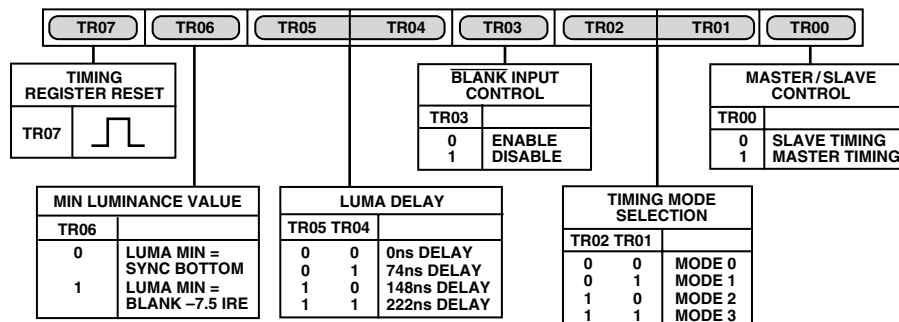 TR07 TR06 TR05 TR04 TR03 TR02 TR01 TR00
TIMING
REGISTER RESET
TR07
BLANK INPUT
CONTROL
TR03
0 ENABLE
1 DISABLE
MASTER/SLAVE
CONTROL
TR00
0 SLAVE TIMING
1 MASTER TIMING
MIN LUMINANCE VALUE
TR06
0 LUMA MIN =
SYNC BOTTOM
1 LUMA MIN =
BLANK –7.5 IRE
LUMA DELAY
TR05 TR04
0 0 0ns DELAY
0 1 74ns DELAY
1 0 148ns DELAY
1 1 222ns DELAY
TIMING MODE
SELECTION
TR02 TR01
0 0 MODE 0
0 1 MODE 1
1 0 MODE 2
1 1 MODE 3